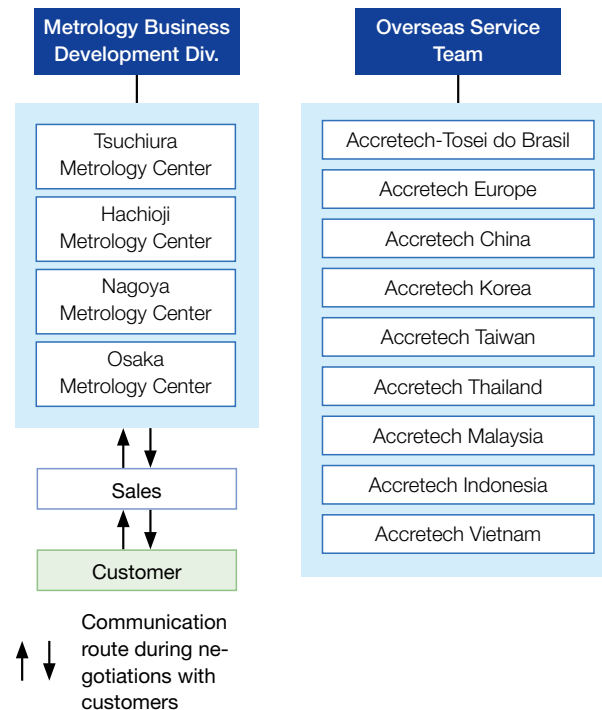 Metrology Business
Development Div.
Tsuchiura
Metrology Center
Hachioji
Metrology Center
Nagoya
Metrology Center
Osaka
Metrology Center
Sales
Customer
Communication
route during ne-
gotiations with
customers
Overseas Service
Team
Accretech-Tosei do Brasil
Accretech Europe
Accretech China
Accretech Korea
Accretech Taiwan
Accretech Thailand
Accretech Malaysia
Accretech Indonesia
Accretech Vietnam